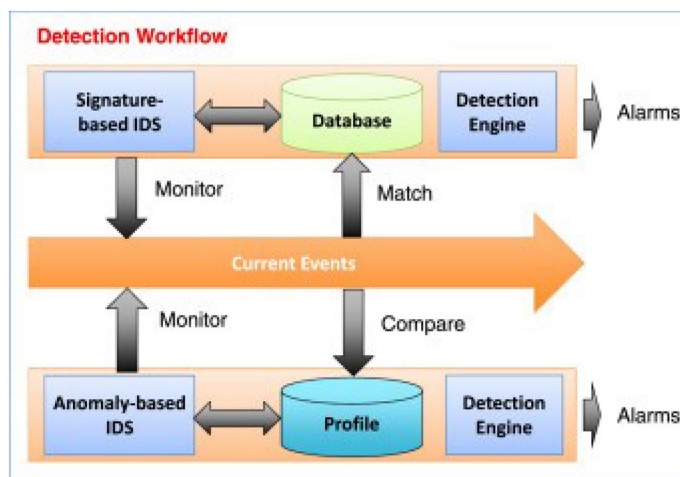 Detection Workflow
Signature-
based IDS
Database
Detection
Engine
Alarms
Monitor
Match
Current Events
Monitor
Compare
Anomaly-based
IDS
Profile
Detection
Engine
Alarms